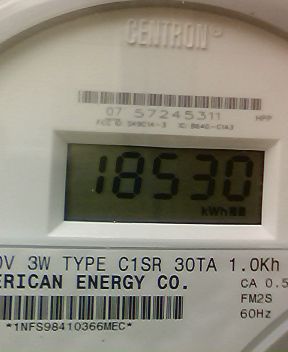 CENTRON
07 57245311
HPP
18530
kWh
0V 3W TYPE C1SR 30TA 1.0Kh
ERICAN ENERGY CO.
CA 0.5
FM2S
60Hz
*1NFS98410366MEC*